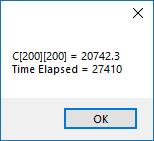 C[200][200] = 20742.3
Time Elapsed = 27410
OK